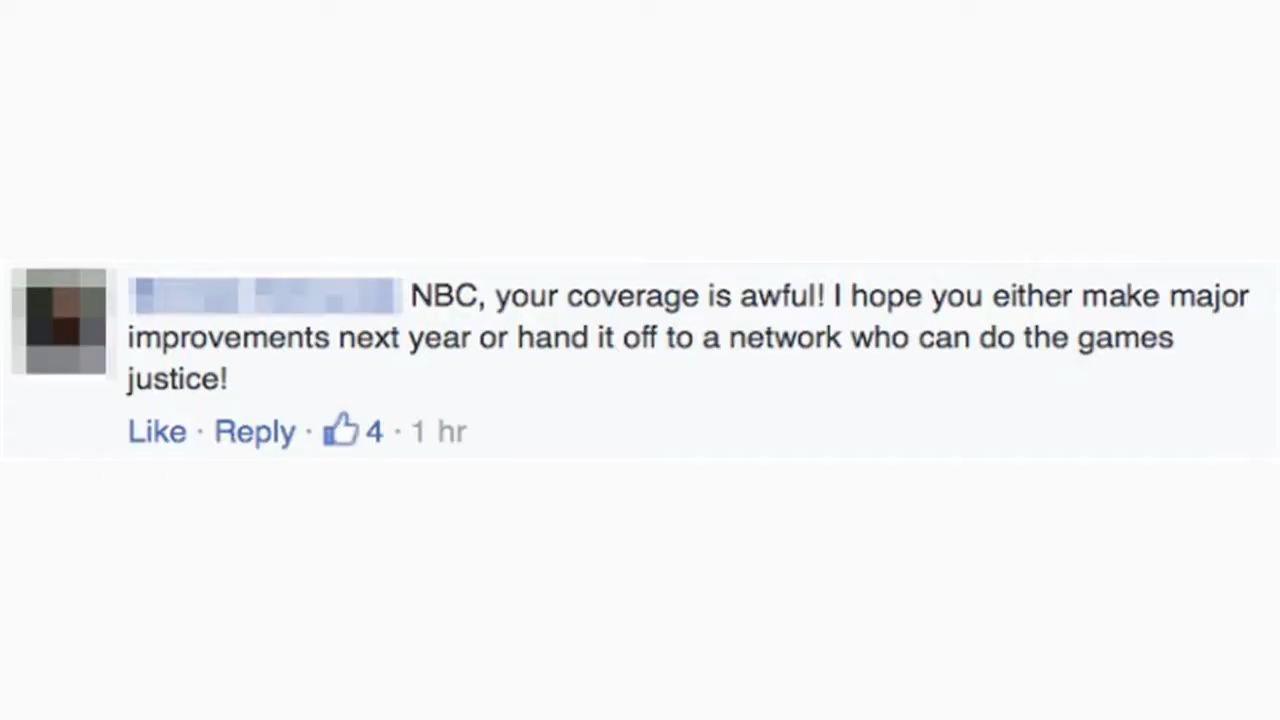 NBC, your coverage is awful! I hope you either make major
improvements next year or hand it off to a network who can do the games
justice!
Like · Reply · 4 · 1 hr